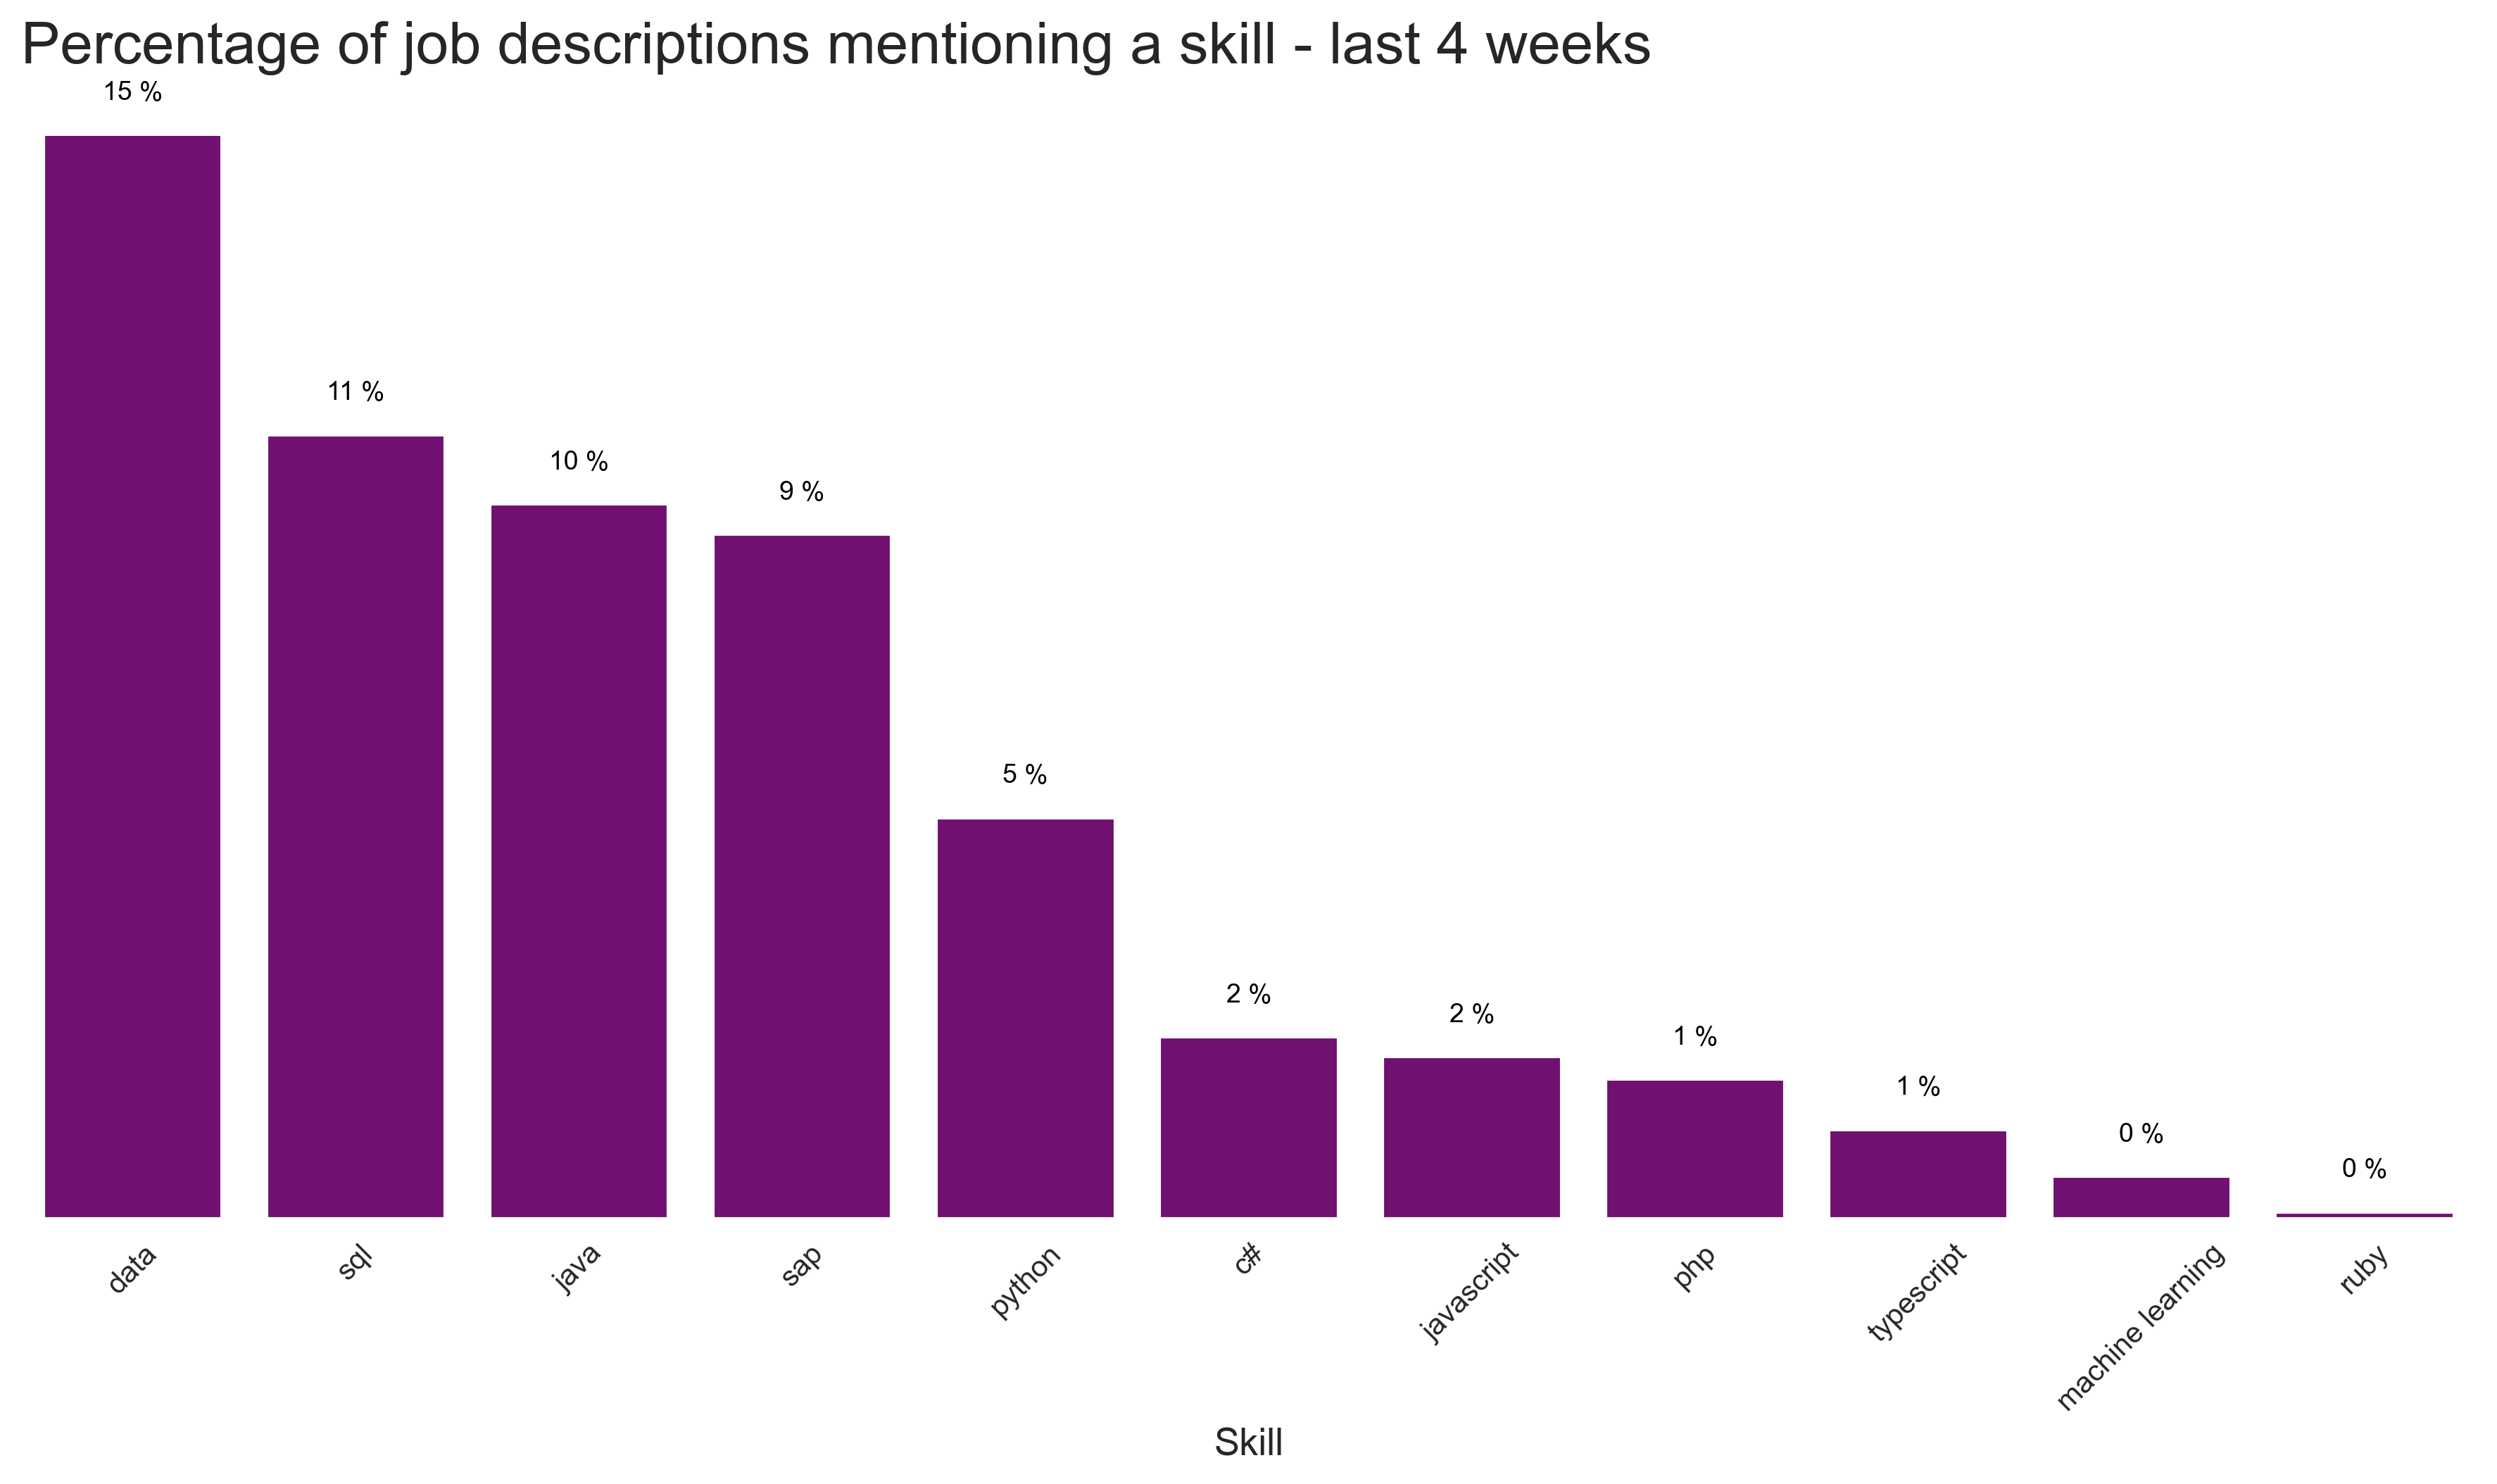 Percentage of job descriptions mentioning a skill - last 4 weeks
15 %
11 %
10 %
9 %
5 %
2 %
2 %
1 %
1 %
0 %
0 %
data
sql
java
sap
python
c#
javascript
php
typescript
machine learning
ruby
Skill